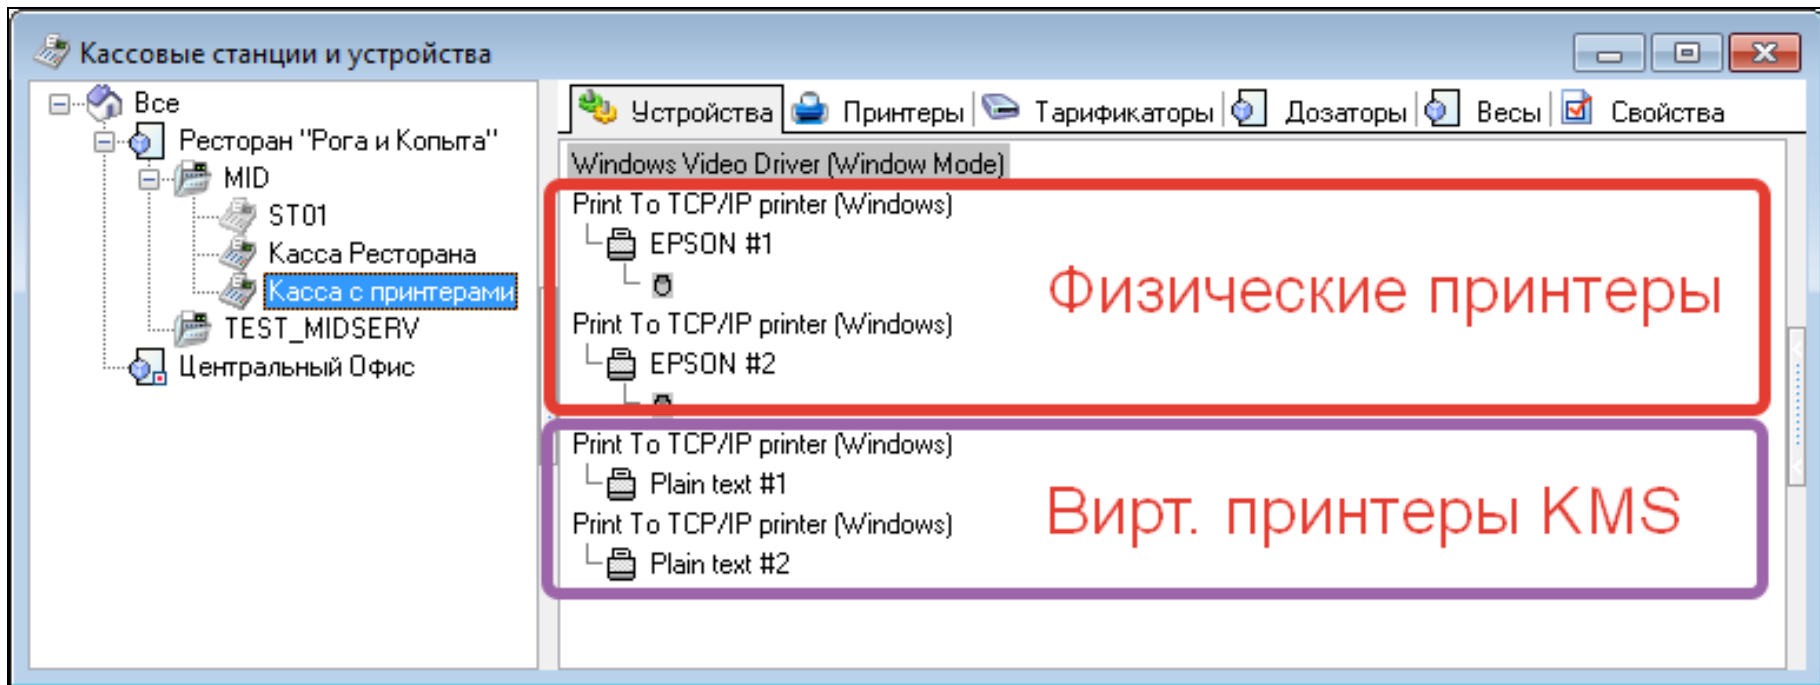 Кассовые станции и устройства
Все
Ресторан "Рога и Копыта"
MID
ST01
Касса Ресторана
Касса с принтерами
TEST_MIDSERV
Центральный Офис
Устройства Принтеры Тарификаторы Дозаторы Весы Свойства
Windows Video Driver (Window Mode)
Print To TCP/IP printer (Windows)
EPSON #1
Print To TCP/IP printer (Windows)
EPSON #2
Физические принтеры
Print To TCP/IP printer (Windows)
Plain text #1
Print To TCP/IP printer (Windows)
Plain text #2
Вирт. принтеры KMS